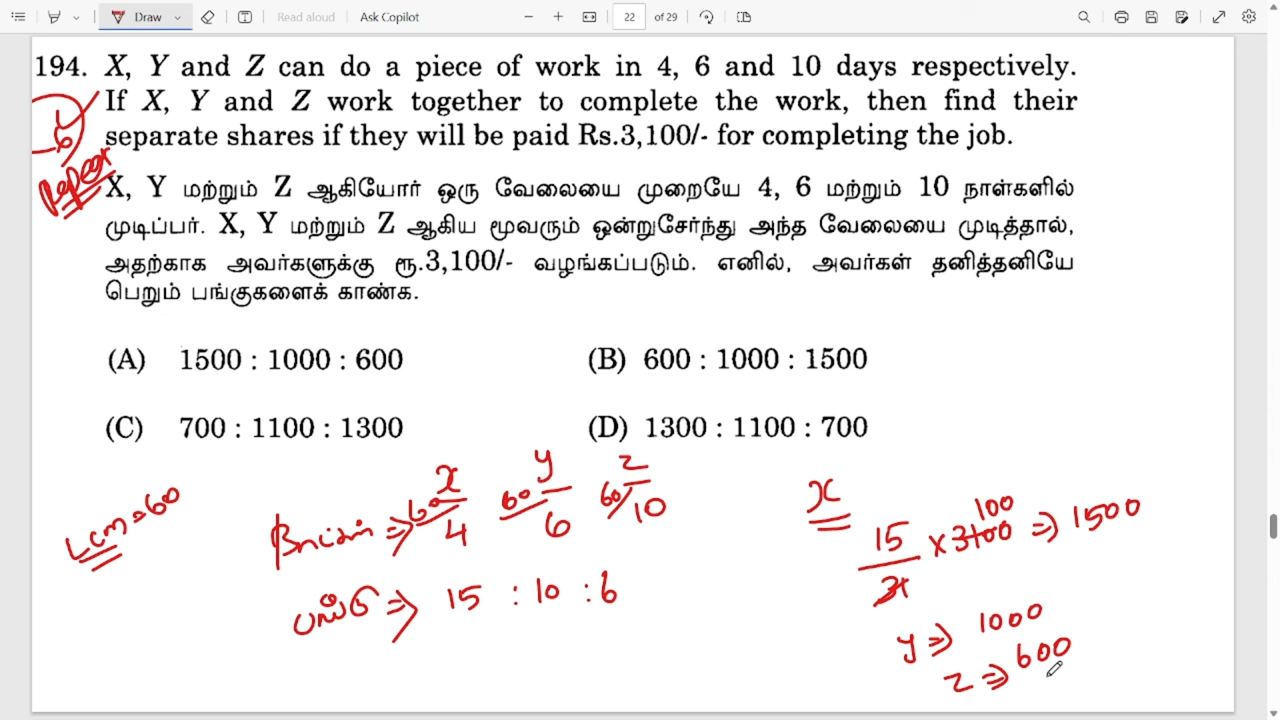 Draw
Read aloud
Ask Copilot
22
of 29
194. X, Y and Z can do a piece of work in 4, 6 and 10 days respectively.
If X, Y and Z work together to complete the work, then find their
separate shares if they will be paid Rs.3,100/- for completing the job.
Repeat
X, Y மற்றும் Z ஆகியோர் ஒரு வேலையை முறையே 4, 6 மற்றும் 10 நாள்களில்
முடிப்பர். X, Y மற்றும் Z ஆகிய மூவரும் ஒன்றுசேர்ந்து அந்த வேலையை முடித்தால்,
அதற்காக அவர்களுக்கு ரூ.3,100/- வழங்கப்படும். எனில், அவர்கள் தனித்தனியே
பெறும் பங்குகளைக் காண்க.
(A) 1500 : 1000 : 600
(B) 600 : 1000 : 1500
(C) 700 : 1100 : 1300
(D) 1300 : 1100 : 700
Lcm = 60
x y z
⇒ 60/4 60/6 60/10
பங்கு ⇒ 15 : 10 : 6
x
15/31 × 3100 ⇒ 1500
100
y ⇒ 1000
z ⇒ 600